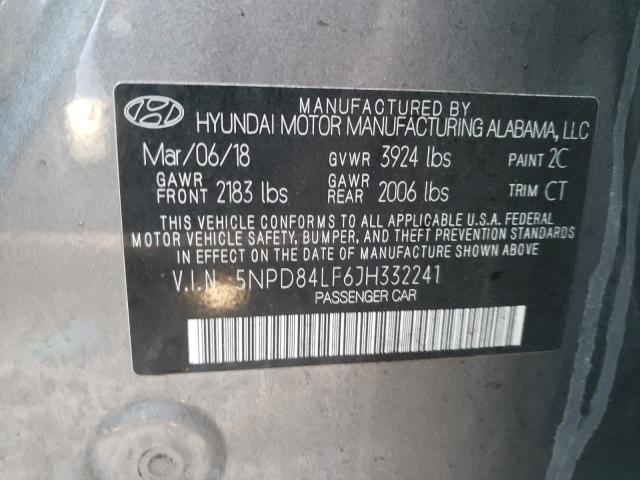 MANUFACTURED BY
HYUNDAI MOTOR MANUFACTURING ALABAMA, LLC
Mar/06/18 GVWR 3924 lbs PAINT 2C
GAWR FRONT 2183 lbs GAWR REAR 2006 lbs TRIM CT
THIS VEHICLE CONFORMS TO ALL APPLICABLE U.S.A. FEDERAL
MOTOR VEHICLE SAFETY, BUMPER, AND THEFT PREVENTION STANDARDS
IN EFFECT ON THE DATE OF MANUFACTURE SHOWN ABOVE.
V.I.N. 5NPD84LF6JH332241
PASSENGER CAR